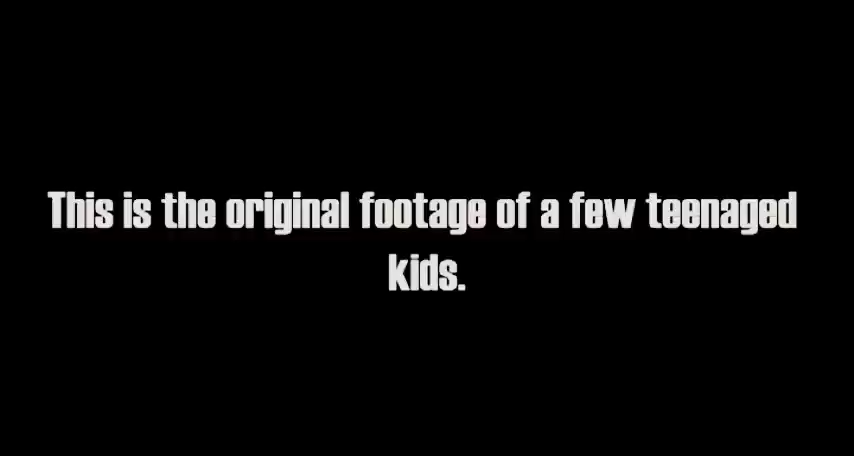 This is the original footage of a few teenaged
kids.